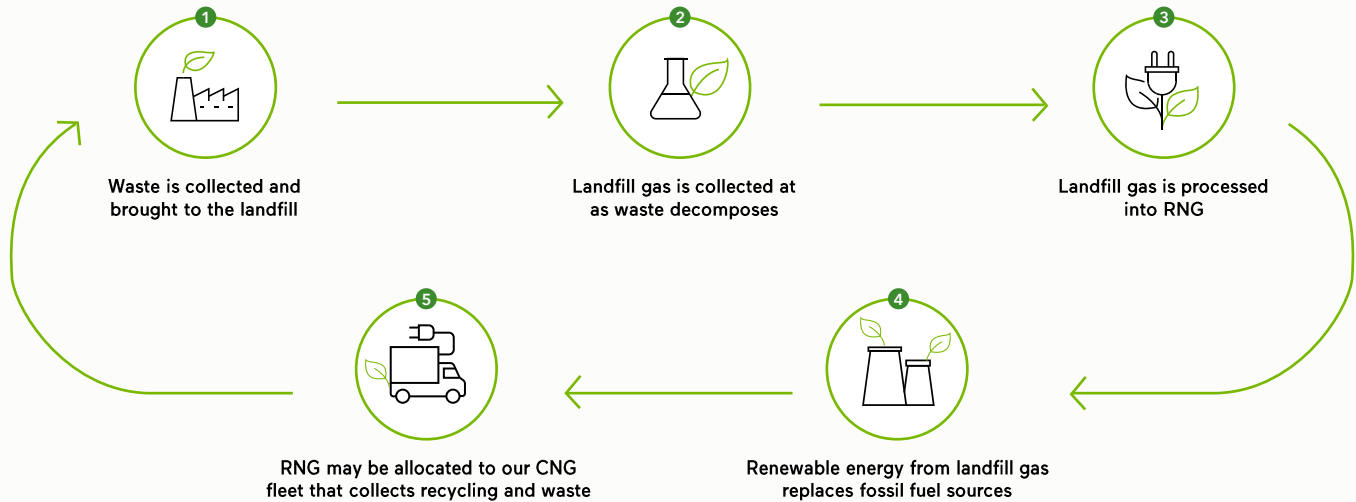 1
Waste is collected and
brought to the landfill
2
Landfill gas is collected at
as waste decomposes
3
Landfill gas is processed
into RNG
4
Renewable energy from landfill gas
replaces fossil fuel sources
5
RNG may be allocated to our CNG
fleet that collects recycling and waste